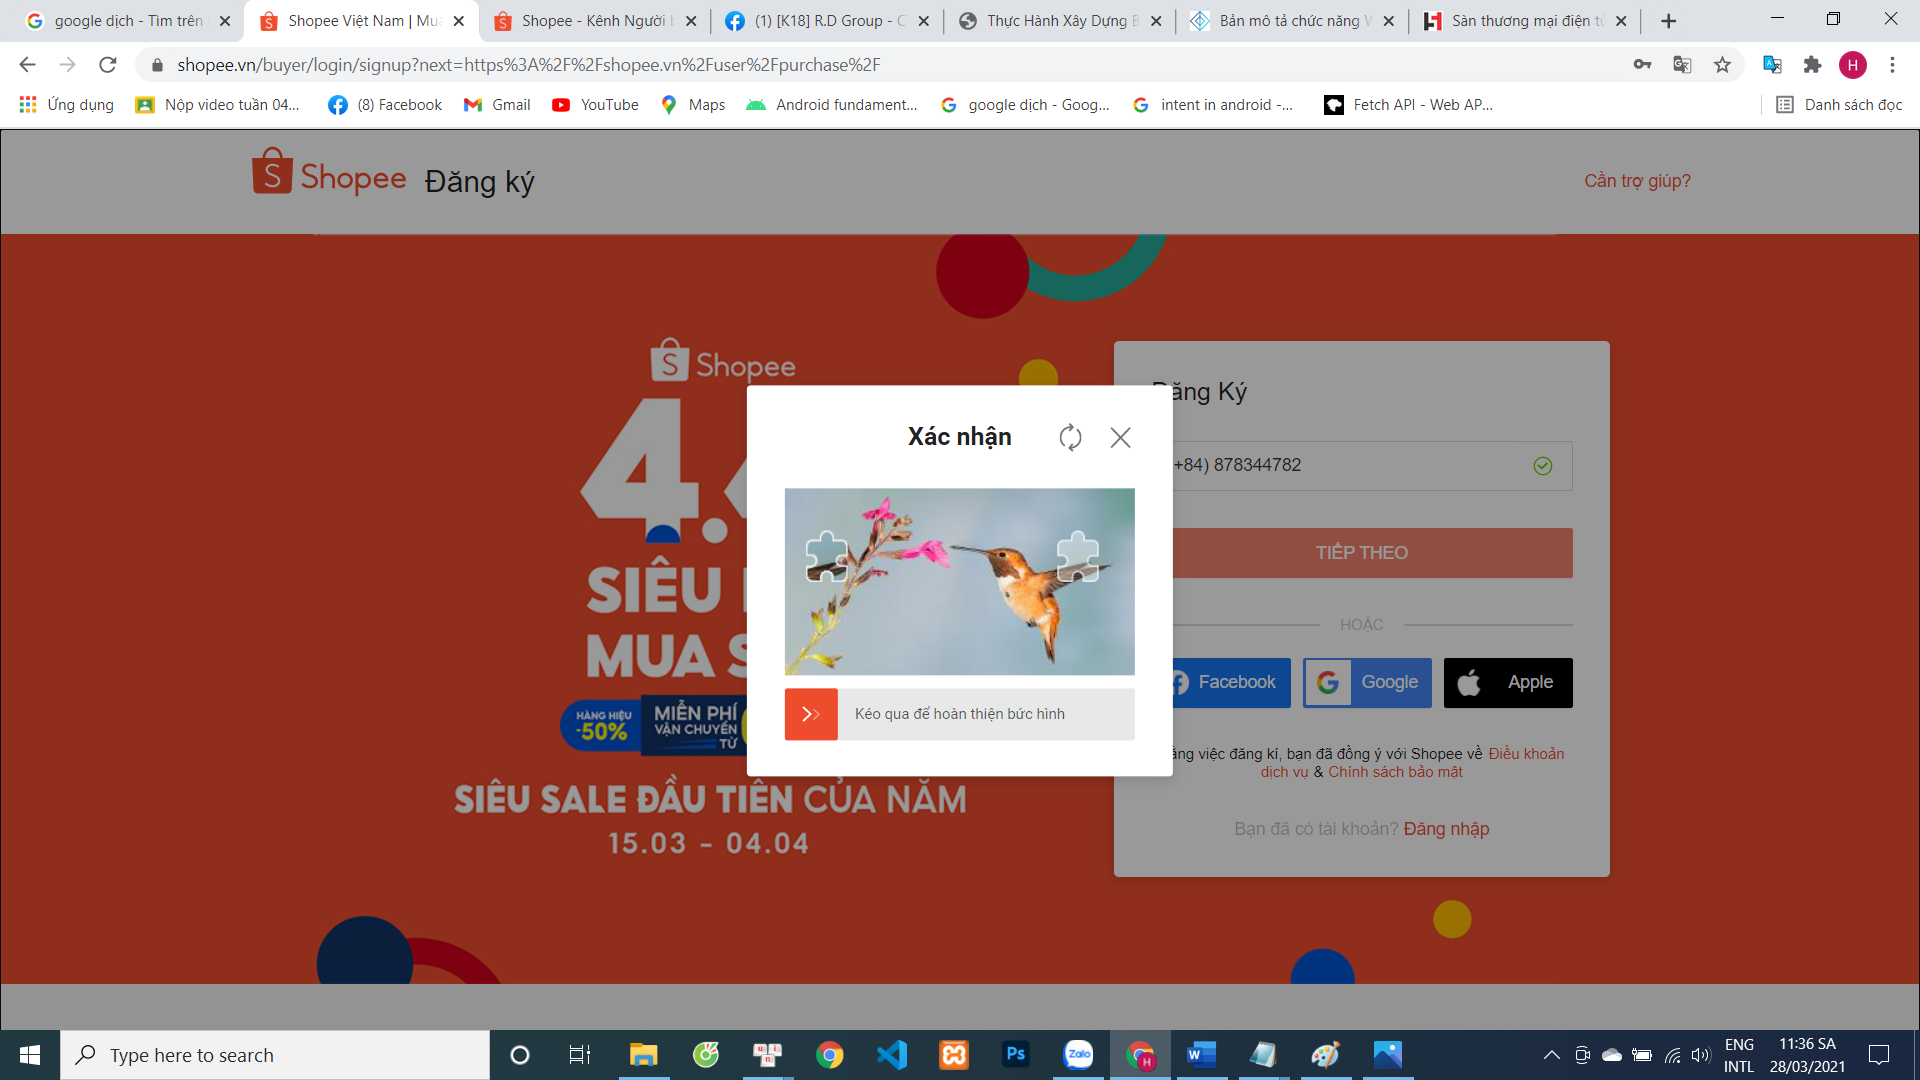 google dịch - Tìm trên
Shopee Việt Nam | Mua
Shopee - Kênh Người b
(1) [K18] R.D Group - C
Thực Hành Xây Dựng B
Bản mô tả chức năng W
Sàn thương mại điện tử
shopee.vn/buyer/login/signup?next=https%3A%2F%2Fshopee.vn%2Fuser%2Fpurchase%2F
H
Ứng dụng
Nộp video tuần 04...
(8) Facebook
Gmail
YouTube
Maps
Android fundament...
google dịch - Goog...
intent in android -...
Fetch API - Web AP...
Danh sách đọc
Shopee Đăng ký
Cần trợ giúp?
Shopee
4.
SIÊU
MUA S
HÀNG HIỆU
-50%
MIỄN PHÍ
VẬN CHUYỂN
TỪ
SIÊU SALE ĐẦU TIÊN CỦA NĂM
15.03 - 04.04
Xác nhận
Kéo qua để hoàn thiện bức hình
Đăng Ký
+84) 878344782
TIẾP THEO
HOẶC
Facebook
Google
Apple
ằng việc đăng kí, bạn đã đồng ý với Shopee về Điều khoản
dịch vụ & Chính sách bảo mật
Bạn đã có tài khoản? Đăng nhập
Type here to search
Ps
Zalo
H
W
ENG
INTL
11:36 SA
28/03/2021